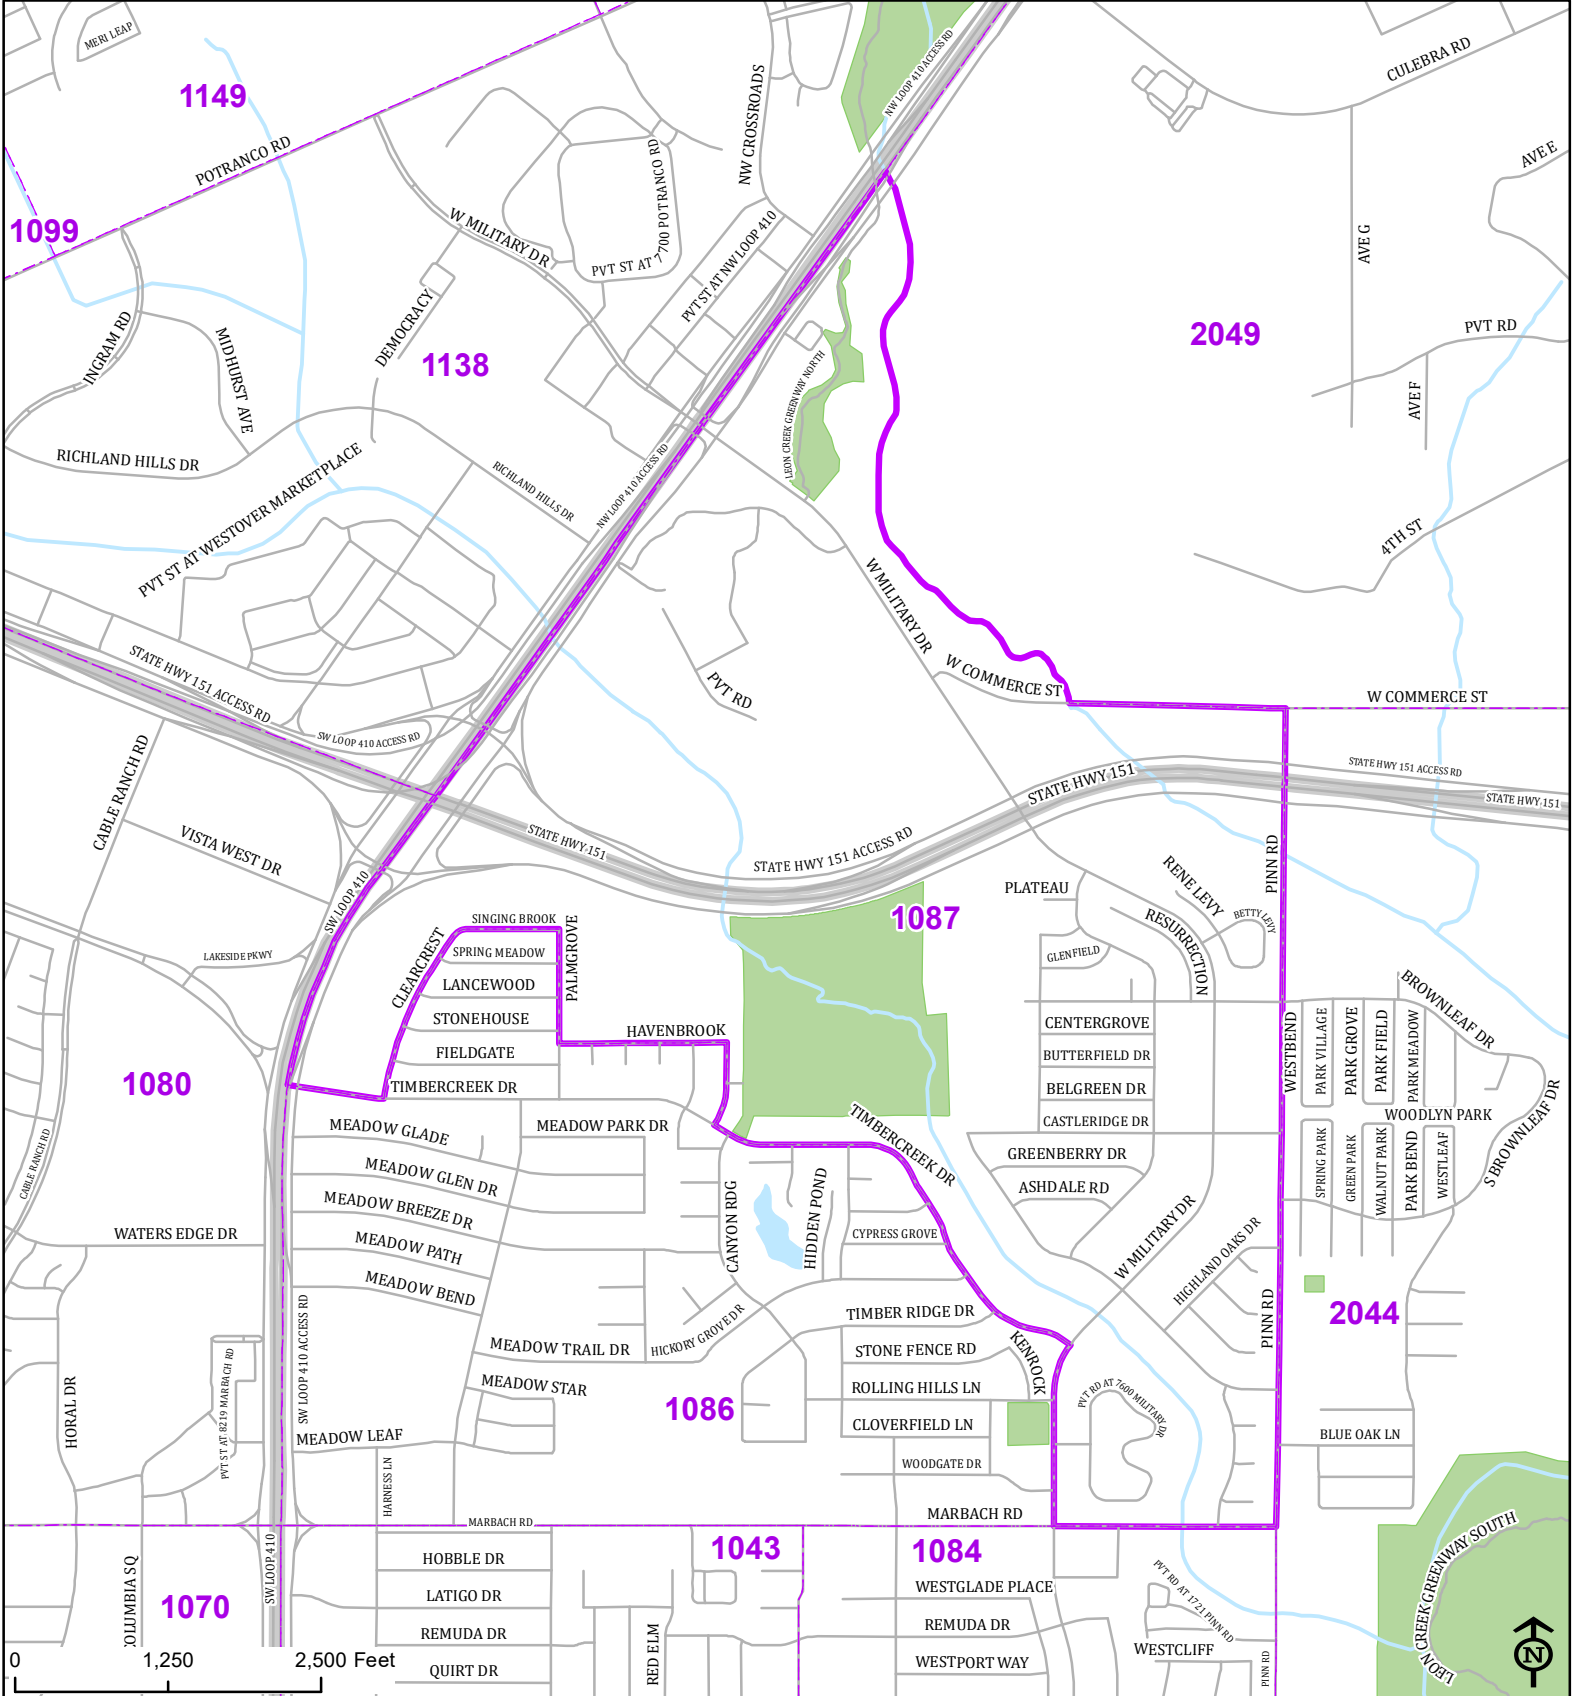 MERI LEAP
CULEBRA RD
NW LOOP 410 ACCESS RD
1149
NW CROSSROADS
POTRANCO RD
AVE E
PVT ST AT 7700 POTRANCO RD
1099
W MILITARY DR
PVT ST AT NW LOOP 410
AVE G
INGRAM RD
MIDHURST AVE
DEMOCRACY
1138
2049
PVT RD
AVE F
LEON CREEK GREENWAY NORTH
RICHLAND HILLS DR
PVT ST AT WESTOVER MARKETPLACE
RICHLAND HILLS DR
NW LOOP 410 ACCESS RD
4TH ST
W MILITARY DR
STATE HWY 151 ACCESS RD
PVT RD
W COMMERCE ST
W COMMERCE ST
SW LOOP 410 ACCESS RD
CABLE RANCH RD
STATE HWY 151
STATE HWY 151 ACCESS RD
STATE HWY 151
VISTA WEST DR
STATE HWY 151
STATE HWY 151 ACCESS RD
PINN RD
SW LOOP 410
PLATEAU
RENE LEVY
BETTY LEVY
RESURRECTION
1087
SINGING BROOK
CLEARCREST
SPRING MEADOW
PALMGROVE
LAKESIDE PKWY
GLENFIELD
LANCEWOOD
STONEHOUSE
HAVENBROOK
FIELDGATE
TIMBERCREEK DR
1080
CENTERGROVE
BUTTERFIELD DR
BELGREEN DR
CASTLERIDGE DR
WESTBEND
PARK VILLAGE
PARK GROVE
PARK FIELD
PARK MEADOW
BROWNLEAF DR
WOODLYN PARK
S BROWNLEAF DR
MEADOW GLADE
MEADOW PARK DR
TIMBERCREEK DR
GREENBERRY DR
ASHDALE RD
SPRING PARK
GREEN PARK
WALNUT PARK
PARK BEND
WESTLEAF
CABLE RANCH RD
MEADOW GLEN DR
MEADOW BREEZE DR
CANYON RDG
HIDDEN POND
CYPRESS GROVE
WATERS EDGE DR
MEADOW PATH
MEADOW BEND
W MILITARY DR
HIGHLAND OAKS DR
PINN RD
2044
SW LOOP 410 ACCESS RD
TIMBER RIDGE DR
HICKORY GROVE DR
MEADOW TRAIL DR
STONE FENCE RD
KENROCK
MEADOW STAR
ROLLING HILLS LN
PVT ST AT 8219 MARBACH RD
HORAL DR
1086
PVT RD AT 7600 MILITARY DR
CLOVERFIELD LN
MEADOW LEAF
BLUE OAK LN
WOODGATE DR
HARNESS LN
MARBACH RD
MARBACH RD
1043
1084
SW LOOP 410
HOBBLE DR
LEON CREEK GREENWAY SOUTH
WESTGLADE PLACE
PVT RD AT 1721 PINN RD
LATIGO DR
1070
OLUMBIA SQ
REMUDA DR
REMUDA DR
WESTCLIFF
RED ELM
QUIRT DR
WESTPORT WAY
PINN RD
0 1,250 2,500 Feet
N